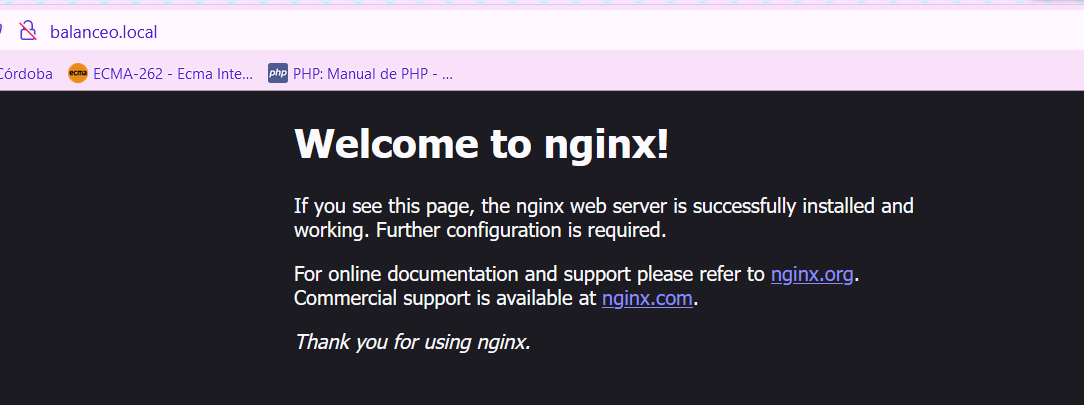 balanceo.local
Córdoba ecma ECMA-262 - Ecma Inte... php PHP: Manual de PHP - ...
Welcome to nginx!
If you see this page, the nginx web server is successfully installed and
working. Further configuration is required.
For online documentation and support please refer to nginx.org.
Commercial support is available at nginx.com.
Thank you for using nginx.